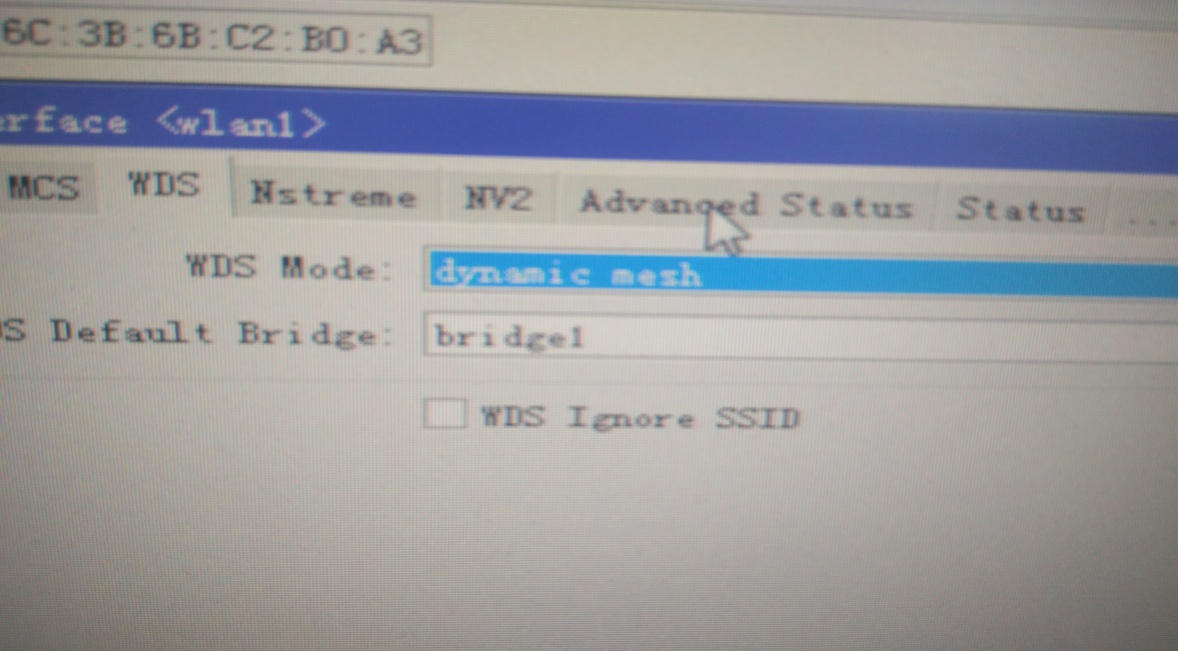 6C:3B:6B:C2:B0:A3
erface <wlan1>
MCS WDS Nstreme NV2 Advanced Status Status ...
WDS Mode: dynamic mesh
S Default Bridge: bridge1
WDS Ignore SSID